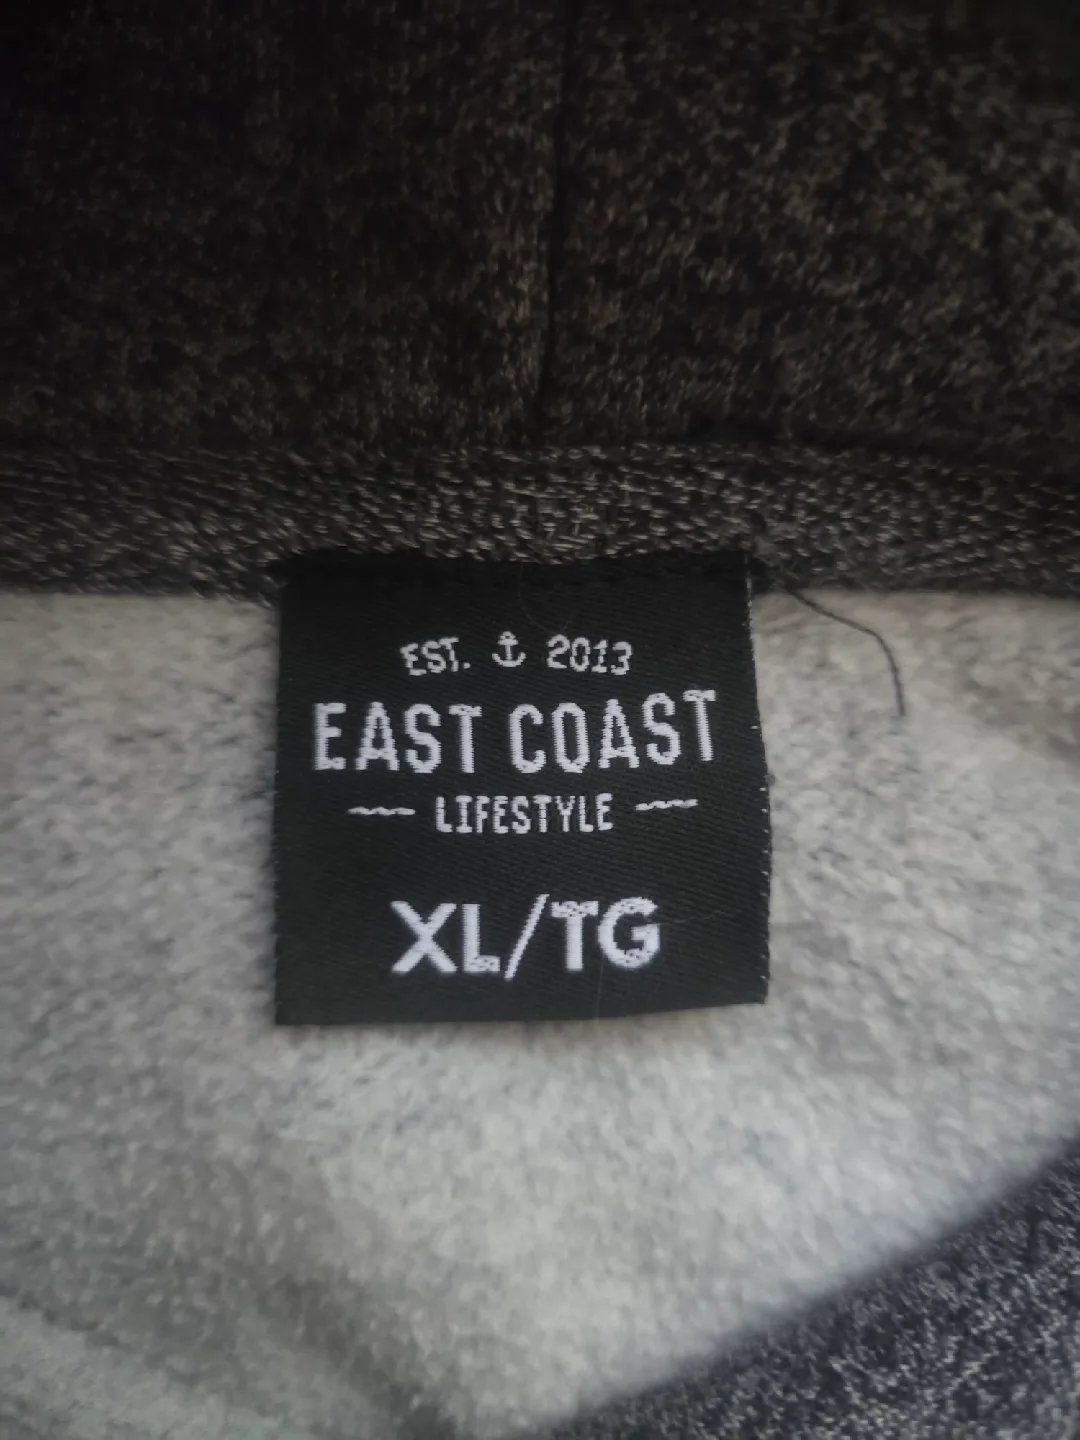 EST. ⚓ 2013
EAST COAST
LIFESTYLE
XL/TG